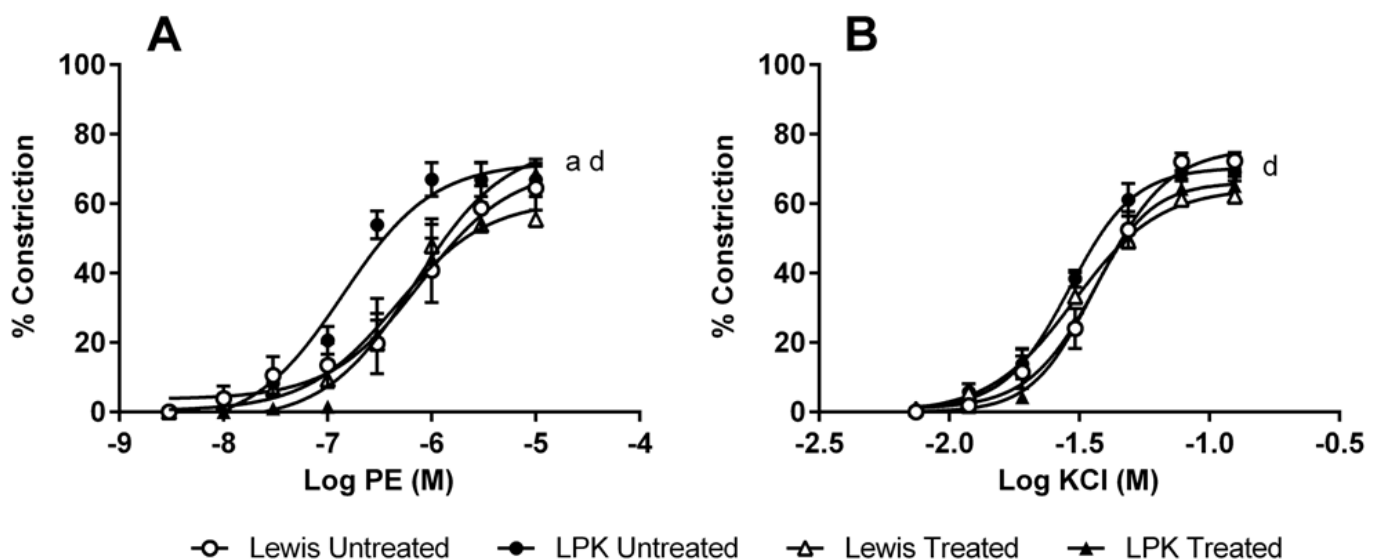 A
B
100
80
60
40
20
0
% Constriction
a d
-9 -8 -7 -6 -5 -4
Log PE (M)
100
80
60
40
20
0
% Constriction
d
-2.5 -2.0 -1.5 -1.0 -0.5
Log KCl (M)
Lewis Untreated LPK Untreated Lewis Treated LPK Treated